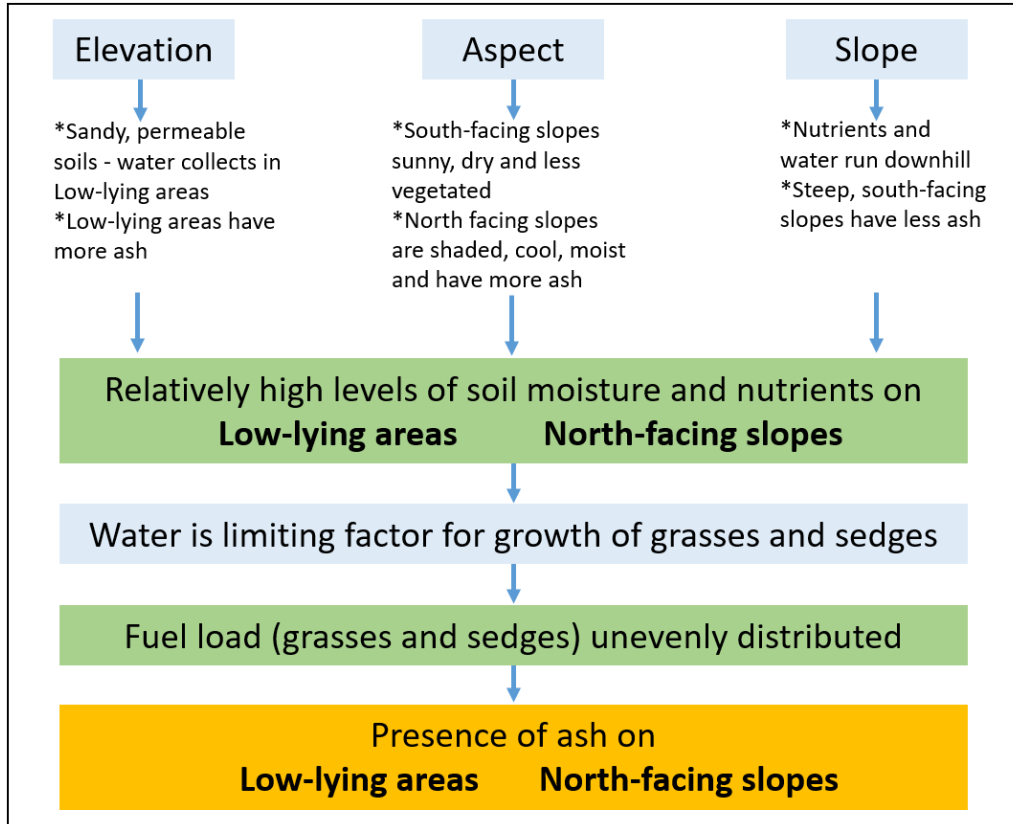 Elevation
Aspect
Slope
*Sandy, permeable
soils - water collects in
Low-lying areas
*Low-lying areas have
more ash
*South-facing slopes
sunny, dry and less
vegetated
*North facing slopes
are shaded, cool, moist
and have more ash
*Nutrients and
water run downhill
*Steep, south-facing
slopes have less ash
Relatively high levels of soil moisture and nutrients on
Low-lying areas North-facing slopes
Water is limiting factor for growth of grasses and sedges
Fuel load (grasses and sedges) unevenly distributed
Presence of ash on
Low-lying areas North-facing slopes